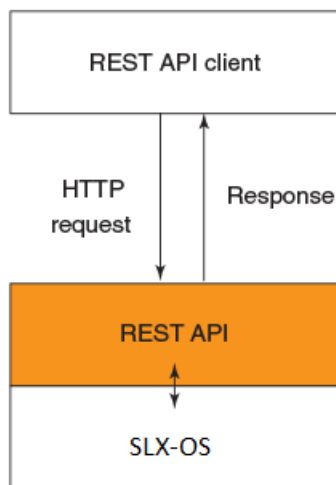 REST API client
HTTP
request
Response
REST API
SLX-OS